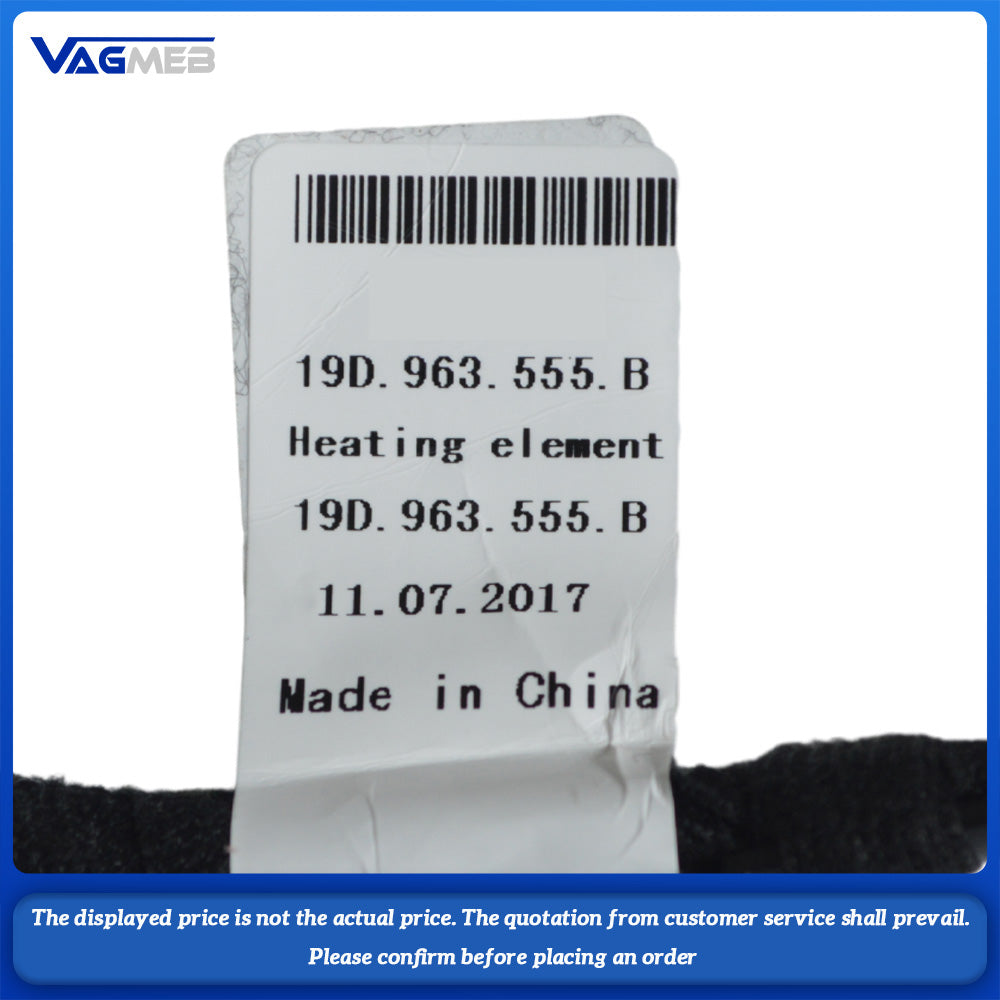 VAGMEB
19D.963.555.B
Heating element
19D.963.555.B
11.07.2017
Made in China
The displayed price is not the actual price. The quotation from customer service shall prevail.
Please confirm before placing an order